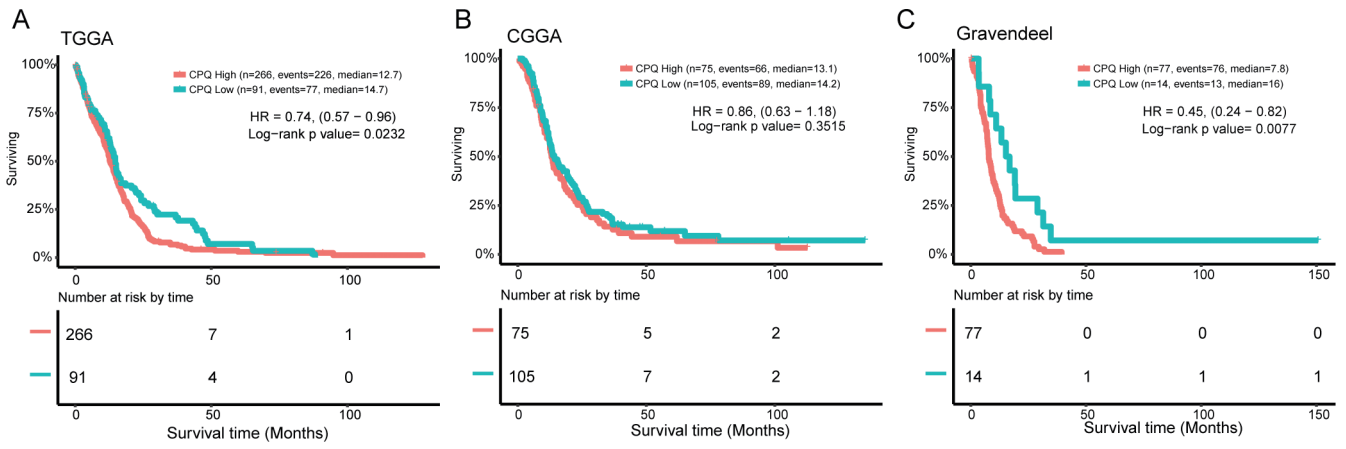 A
TGGA
CPQ High (n=266, events=226, median=12.7)
CPQ Low (n=91, events=77, median=14.7)
HR = 0.74, (0.57 − 0.96)
Log−rank p value= 0.0232
Surviving
100%
75%
50%
25%
0%
0 50 100
Number at risk by time
266 7 1
91 4 0
0 50 100
Survival time (Months)
B
CGGA
CPQ High (n=75, events=66, median=13.1)
CPQ Low (n=105, events=89, median=14.2)
HR = 0.86, (0.63 − 1.18)
Log−rank p value= 0.3515
Surviving
100%
75%
50%
25%
0%
0 50 100
Number at risk by time
75 5 2
105 7 2
0 50 100
Survival time (Months)
C
Gravendeel
CPQ High (n=77, events=76, median=7.8)
CPQ Low (n=14, events=13, median=16)
HR = 0.45, (0.24 − 0.82)
Log−rank p value= 0.0077
Surviving
100%
75%
50%
25%
0%
0 50 100 150
Number at risk by time
77 0 0 0
14 1 1 1
0 50 100 150
Survival time (Months)